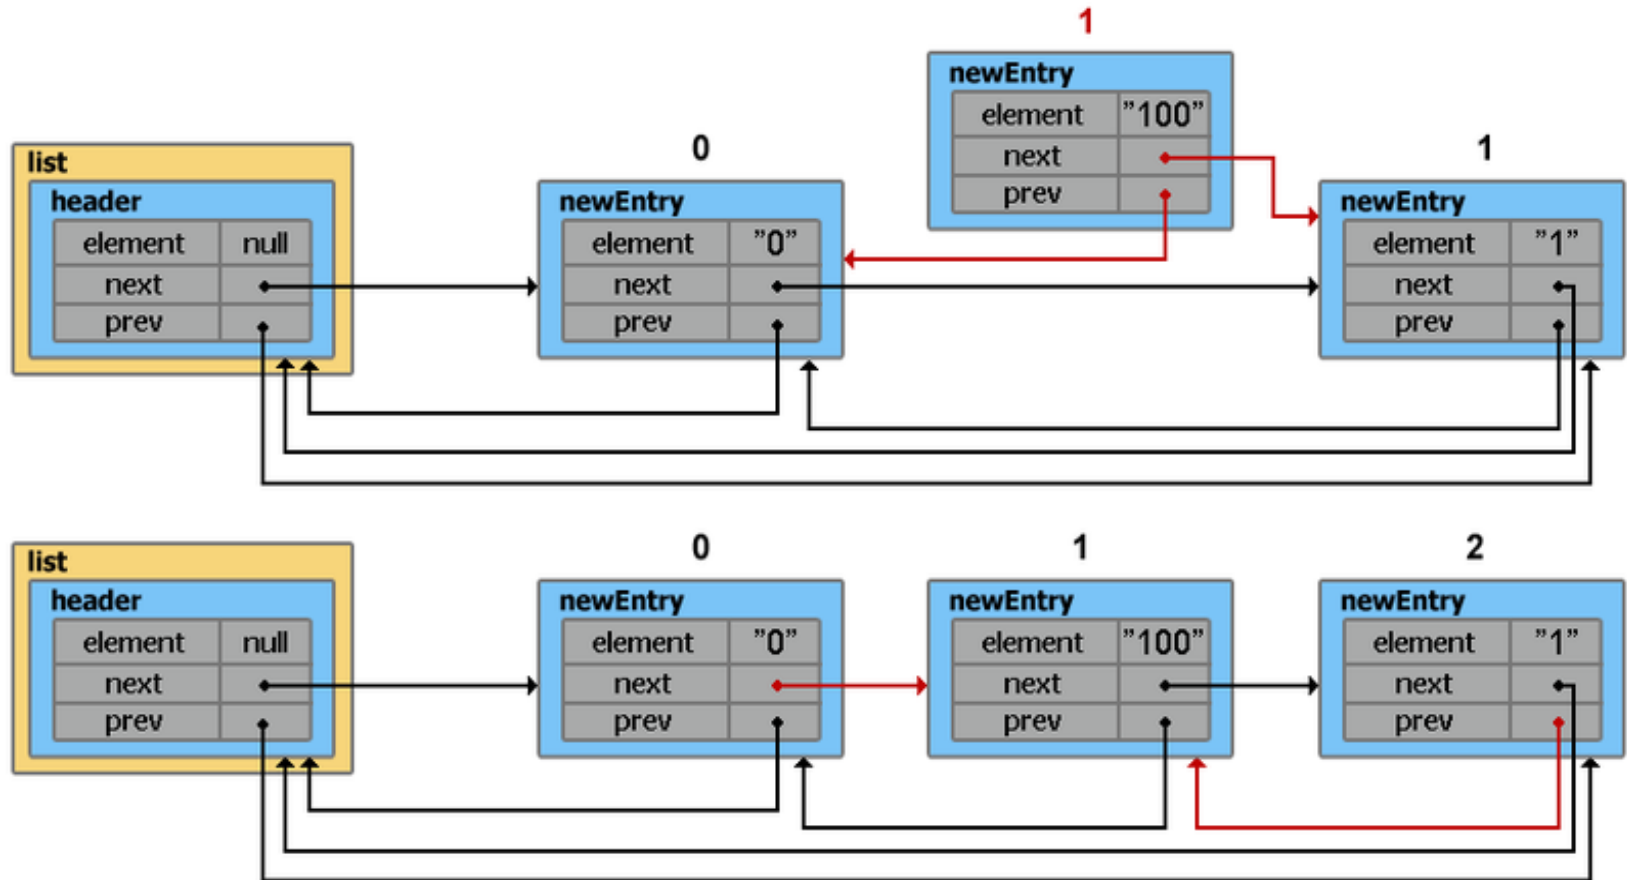 1
newEntry
element "100"
next
prev
0
1
list
header
element null
next
prev
newEntry
element "0"
next
prev
newEntry
element "1"
next
prev
0
1
2
list
header
element null
next
prev
newEntry
element "0"
next
prev
newEntry
element "100"
next
prev
newEntry
element "1"
next
prev